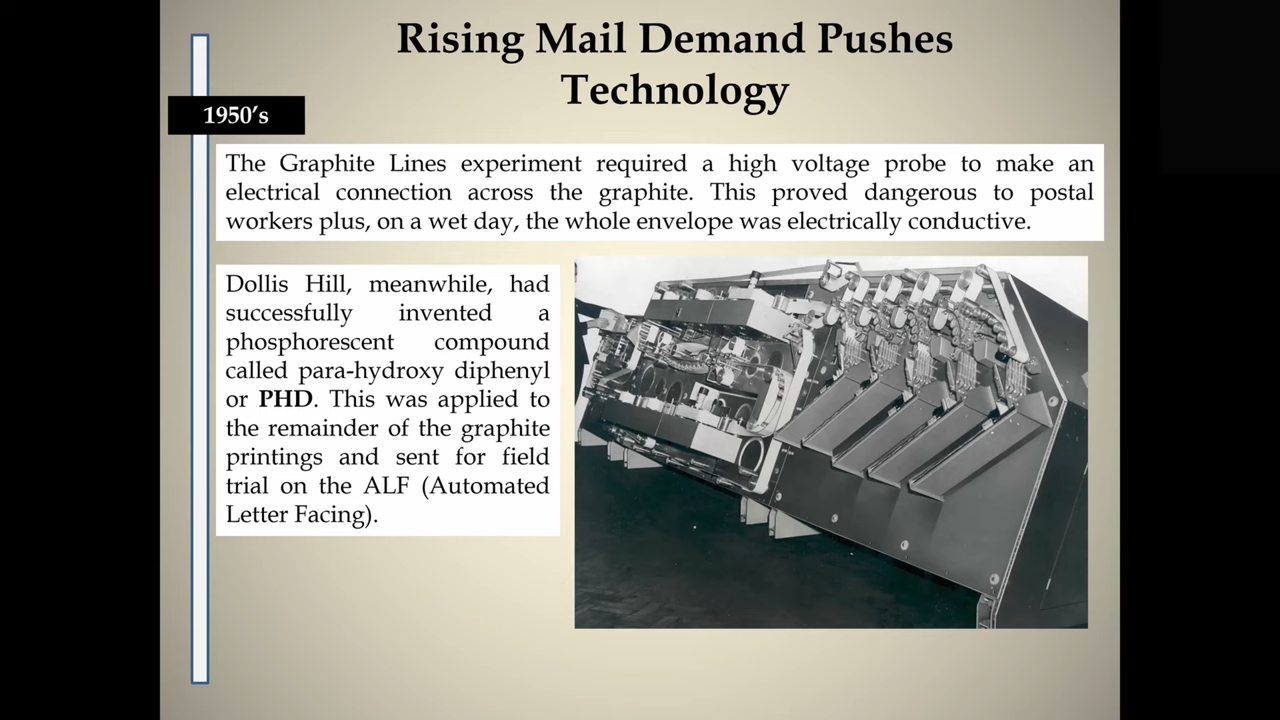 Rising Mail Demand Pushes
Technology
1950’s
The Graphite Lines experiment required a high voltage probe to make an
electrical connection across the graphite. This proved dangerous to postal
workers plus, on a wet day, the whole envelope was electrically conductive.
Dollis Hill, meanwhile, had
successfully invented a
phosphorescent compound
called para-hydroxy diphenyl
or PHD. This was applied to
the remainder of the graphite
printings and sent for field
trial on the ALF (Automated
Letter Facing).